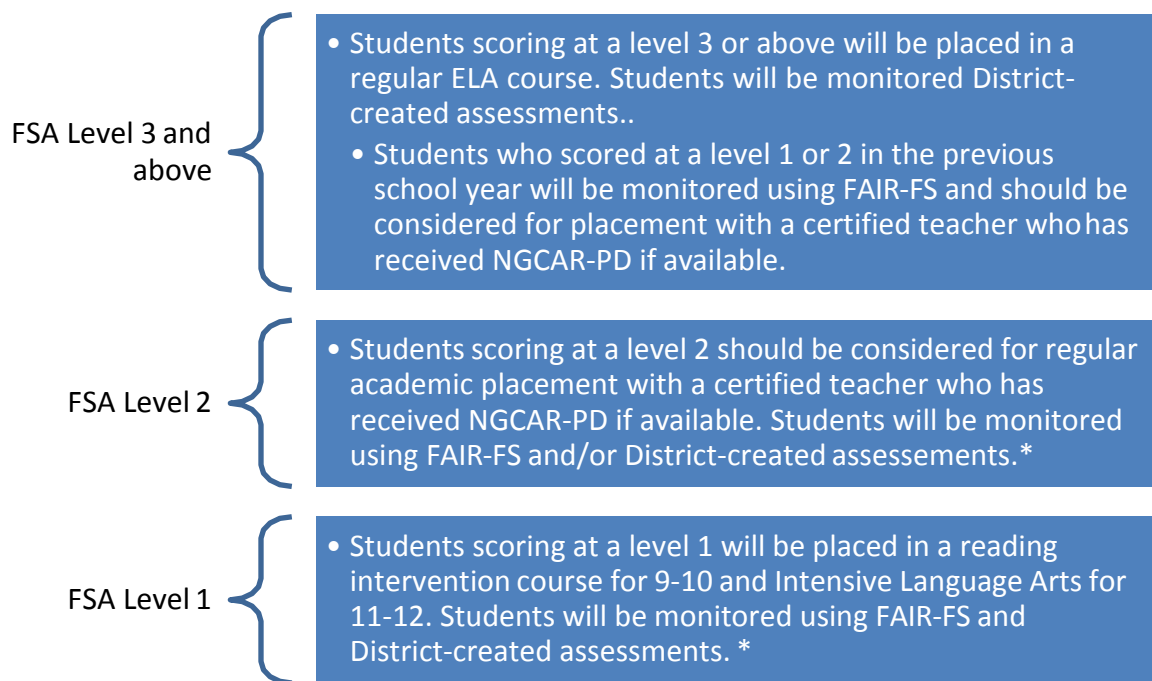 FSA Level 3 and
above
• Students scoring at a level 3 or above will be placed in a
regular ELA course. Students will be monitored District-
created assessments..
• Students who scored at a level 1 or 2 in the previous
school year will be monitored using FAIR-FS and should be
considered for placement with a certified teacher who has
received NGCAR-PD if available.
FSA Level 2
• Students scoring at a level 2 should be considered for regular
academic placement with a certified teacher who has
received NGCAR-PD if available. Students will be monitored
using FAIR-FS and/or District-created assessements.*
FSA Level 1
• Students scoring at a level 1 will be placed in a reading
intervention course for 9-10 and Intensive Language Arts for
11-12. Students will be monitored using FAIR-FS and
District-created assessments. *